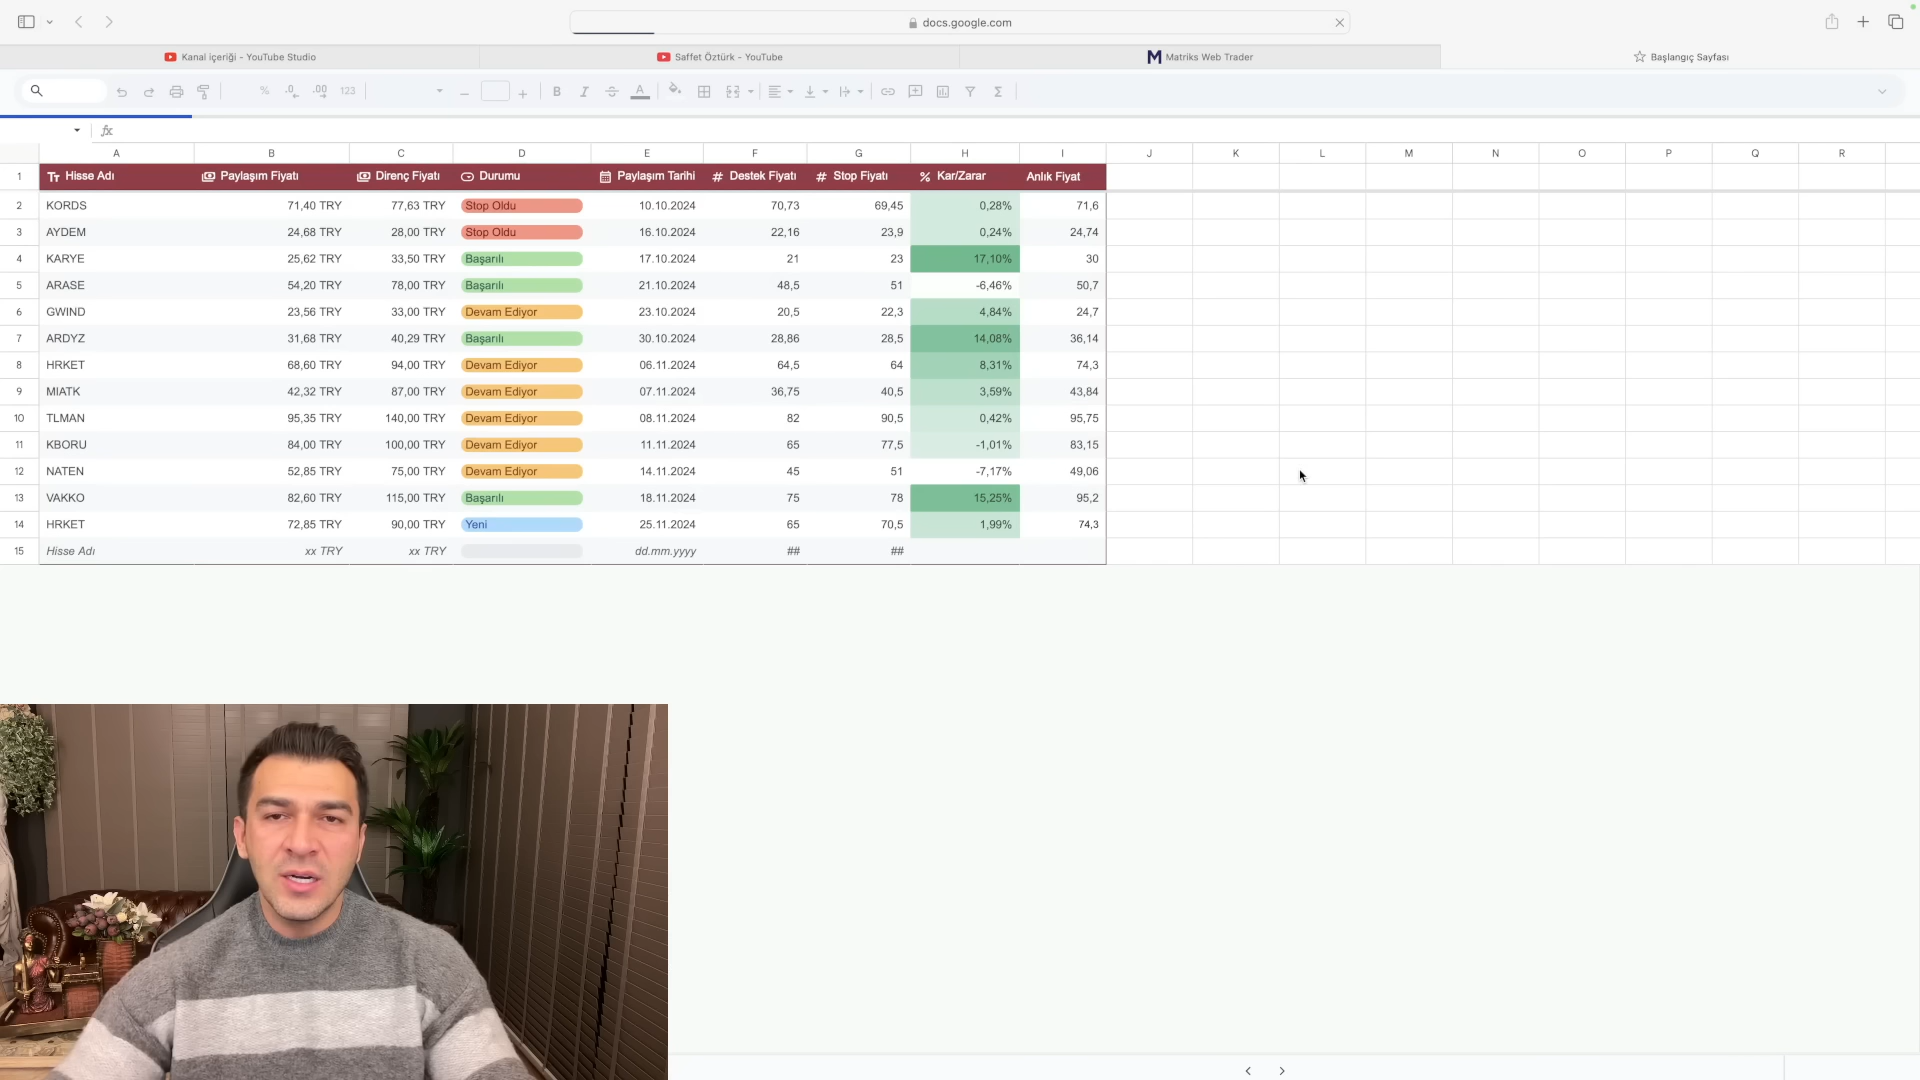 docs.google.com
Kanal içeriği - YouTube Studio
Saffet Öztürk - YouTube
Matriks Web Trader
Başlangıç Sayfası
% .0 .00 123
B I S A
fx
A B C D E F G H I J K L M N O P Q R
1 Hisse Adı Paylaşım Fiyatı Direnç Fiyatı Durumu Paylaşım Tarihi # Destek Fiyatı # Stop Fiyatı % Kar/Zarar Anlık Fiyat
2 KORDS 71,40 TRY 77,63 TRY Stop Oldu 10.10.2024 70,73 69,45 0,28% 71,6
3 AYDEM 24,68 TRY 28,00 TRY Stop Oldu 16.10.2024 22,16 23,9 0,24% 24,74
4 KARYE 25,62 TRY 33,50 TRY Başarılı 17.10.2024 21 23 17,10% 30
5 ARASE 54,20 TRY 78,00 TRY Başarılı 21.10.2024 48,5 51 -6,46% 50,7
6 GWIND 23,56 TRY 33,00 TRY Devam Ediyor 23.10.2024 20,5 22,3 4,84% 24,7
7 ARDYZ 31,68 TRY 40,29 TRY Başarılı 30.10.2024 28,86 28,5 14,08% 36,14
8 HRKET 68,60 TRY 94,00 TRY Devam Ediyor 06.11.2024 64,5 64 8,31% 74,3
9 MIATK 42,32 TRY 87,00 TRY Devam Ediyor 07.11.2024 36,75 40,5 3,59% 43,84
10 TLMAN 95,35 TRY 140,00 TRY Devam Ediyor 08.11.2024 82 90,5 0,42% 95,75
11 KBORU 84,00 TRY 100,00 TRY Devam Ediyor 11.11.2024 65 77,5 -1,01% 83,15
12 NATEN 52,85 TRY 75,00 TRY Devam Ediyor 14.11.2024 45 51 -7,17% 49,06
13 VAKKO 82,60 TRY 115,00 TRY Başarılı 18.11.2024 75 78 15,25% 95,2
14 HRKET 72,85 TRY 90,00 TRY Yeni 25.11.2024 65 70,5 1,99% 74,3
15 Hisse Adı xx TRY xx TRY dd.mm.yyyy ## ##